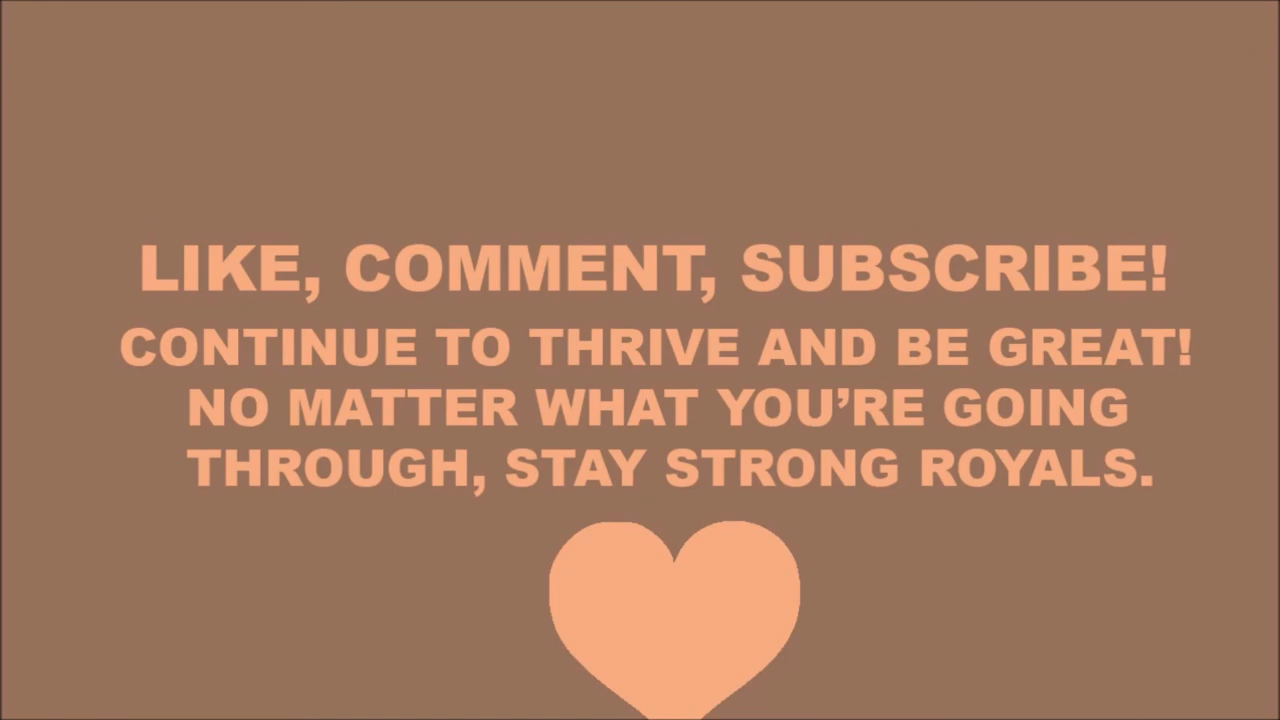 LIKE, COMMENT, SUBSCRIBE!
CONTINUE TO THRIVE AND BE GREAT!
NO MATTER WHAT YOU’RE GOING
THROUGH, STAY STRONG ROYALS.